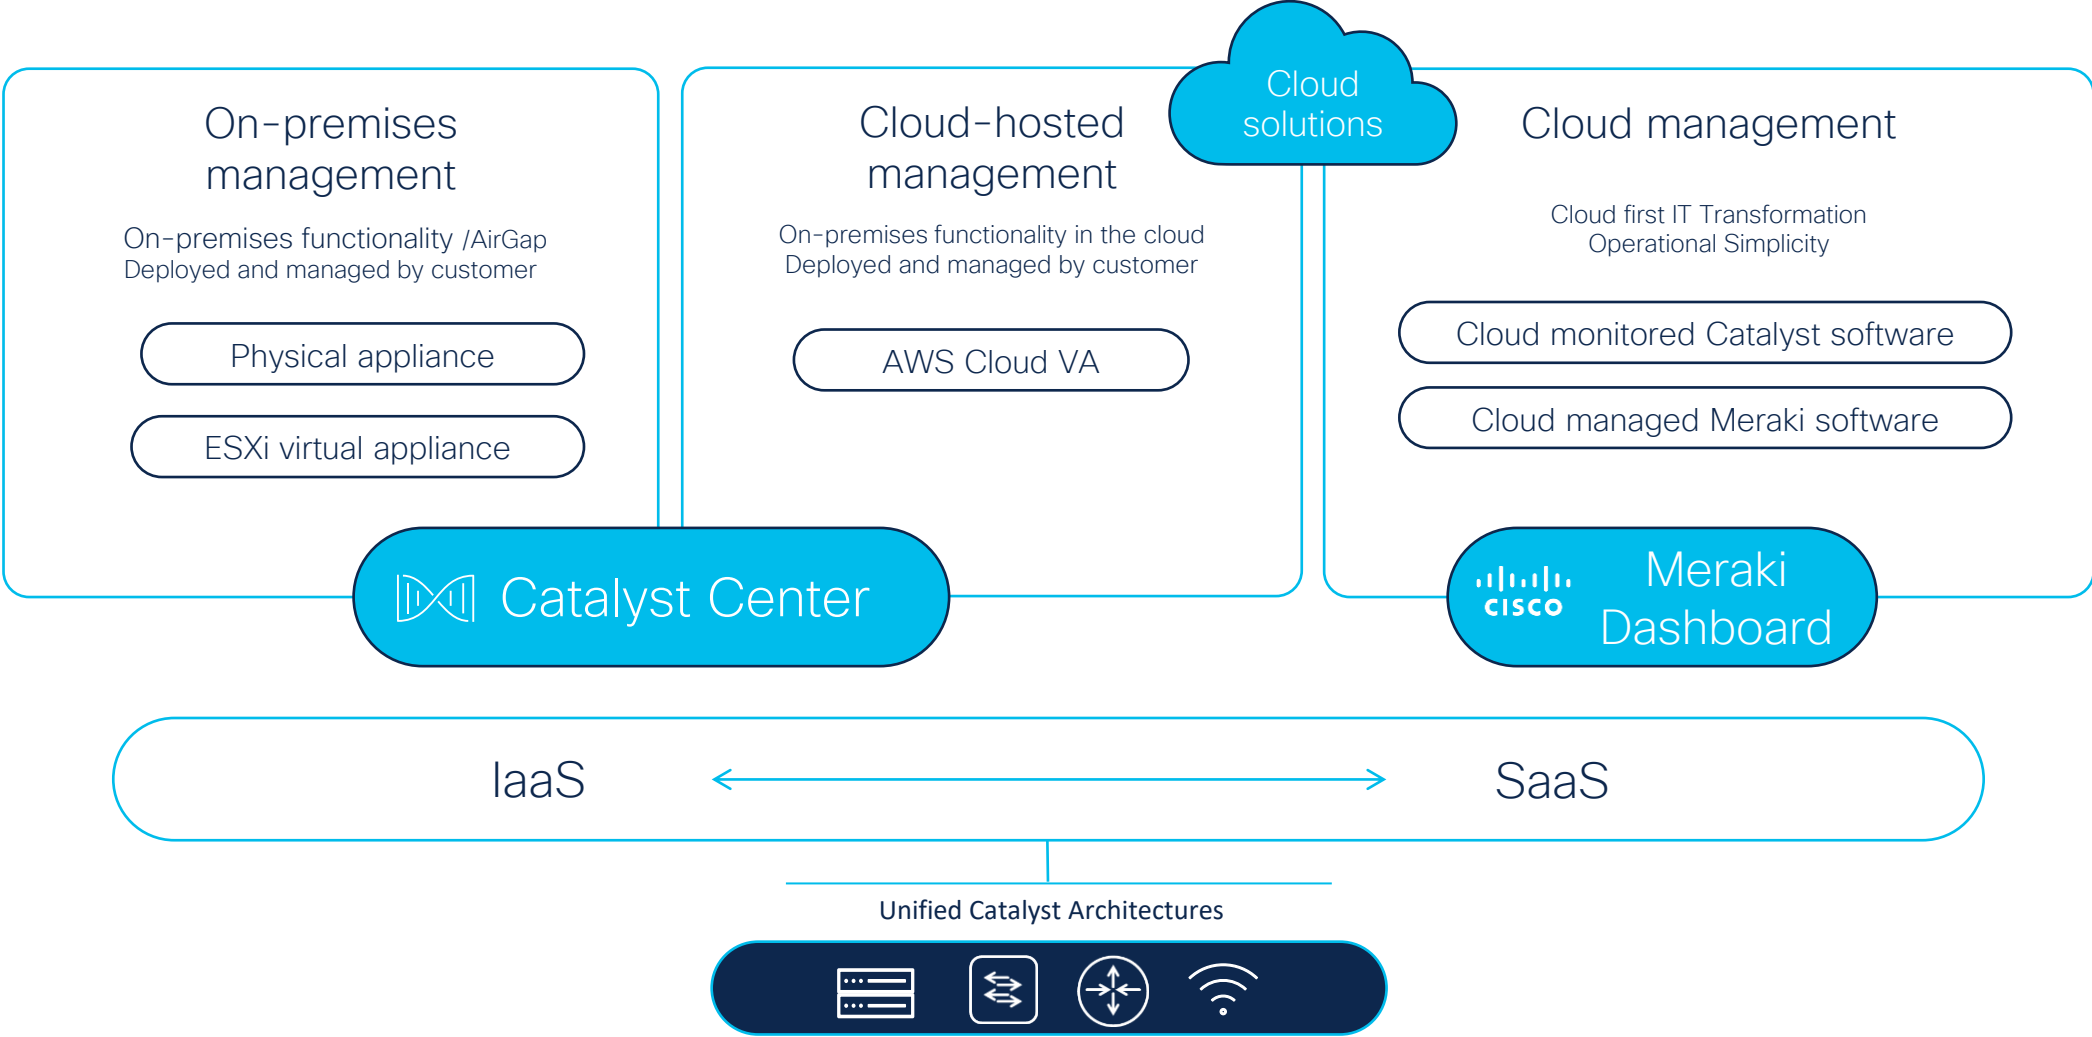 On-premises
management
On-premises functionality /AirGap
Deployed and managed by customer
Physical appliance
ESXi virtual appliance
Cloud-hosted
management
On-premises functionality in the cloud
Deployed and managed by customer
AWS Cloud VA
Cloud
solutions
Cloud management
Cloud first IT Transformation
Operational Simplicity
Cloud monitored Catalyst software
Cloud managed Meraki software
Catalyst Center
CISCO
Meraki
Dashboard
IaaS
SaaS
Unified Catalyst Architectures